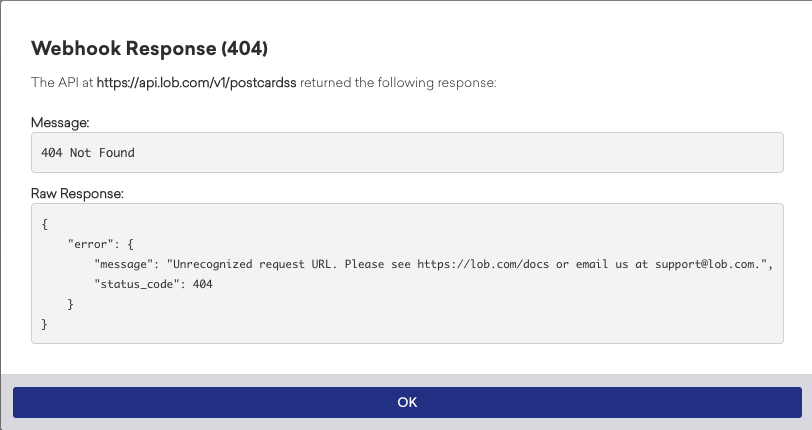 Webhook Response (404)
The API at https://api.lob.com/v1/postcardss returned the following response:
Message:
404 Not Found
Raw Response:
{
    "error": {
        "message": "Unrecognized request URL. Please see https://lob.com/docs or email us at support@lob.com.",
        "status_code": 404
    }
}
OK